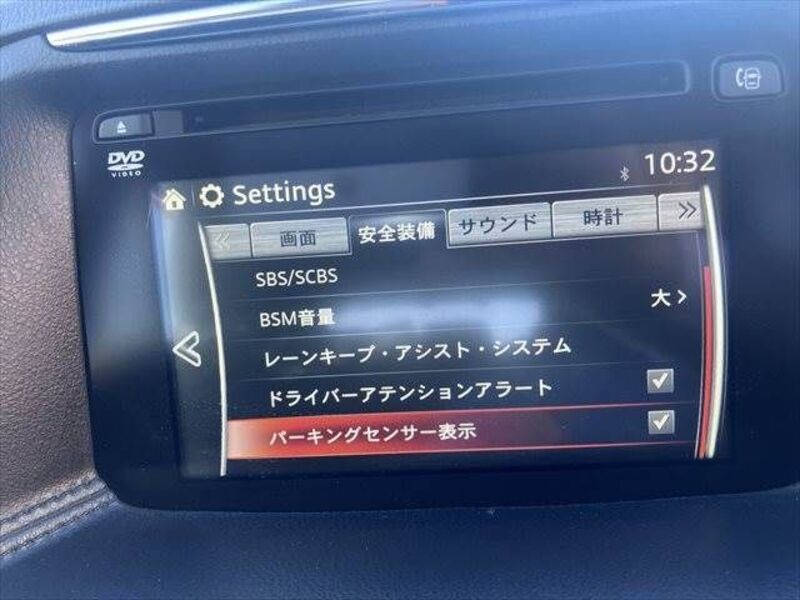 DVD
VIDEO
Settings
10:32
画面
安全装備
サウンド
時計
SBS/SCBS
BSM音量
大
レーンキープ・アシスト・システム
ドライバーアテンションアラート
パーキングセンサー表示